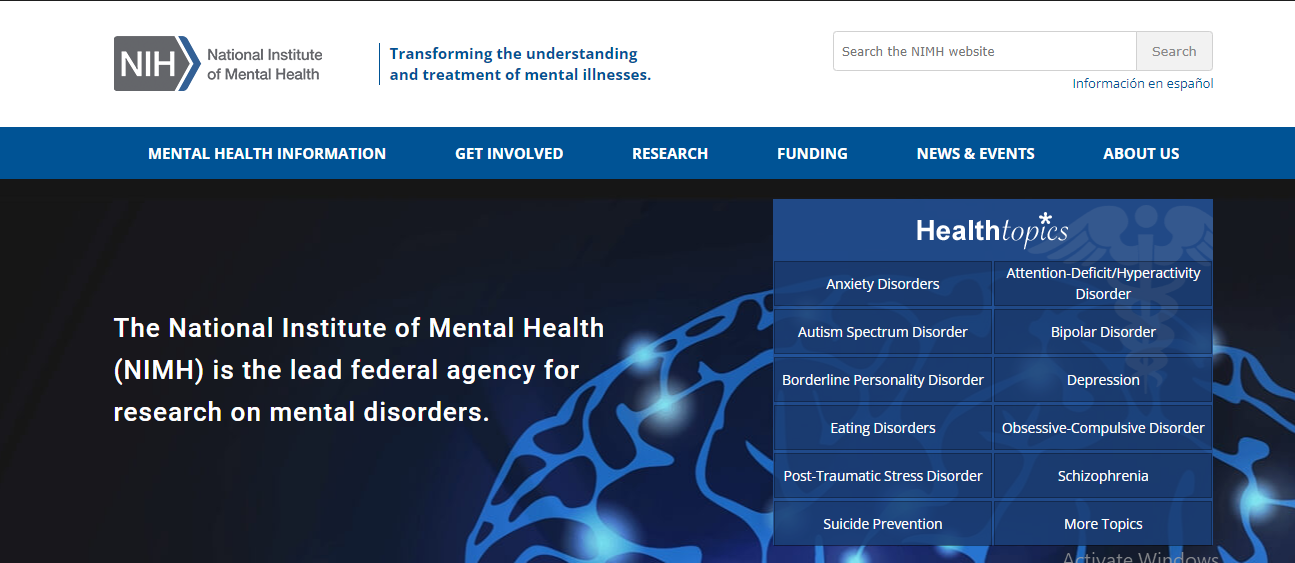 NIH
National Institute
of Mental Health
Transforming the understanding
and treatment of mental illnesses.
Search the NIMH website
Search
Información en español
MENTAL HEALTH INFORMATION
GET INVOLVED
RESEARCH
FUNDING
NEWS & EVENTS
ABOUT US
The National Institute of Mental Health
(NIMH) is the lead federal agency for
research on mental disorders.
Healthtopics
Anxiety Disorders
Attention-Deficit/Hyperactivity
Disorder
Autism Spectrum Disorder
Bipolar Disorder
Borderline Personality Disorder
Depression
Eating Disorders
Obsessive-Compulsive Disorder
Post-Traumatic Stress Disorder
Schizophrenia
Suicide Prevention
More Topics
Activate Windows